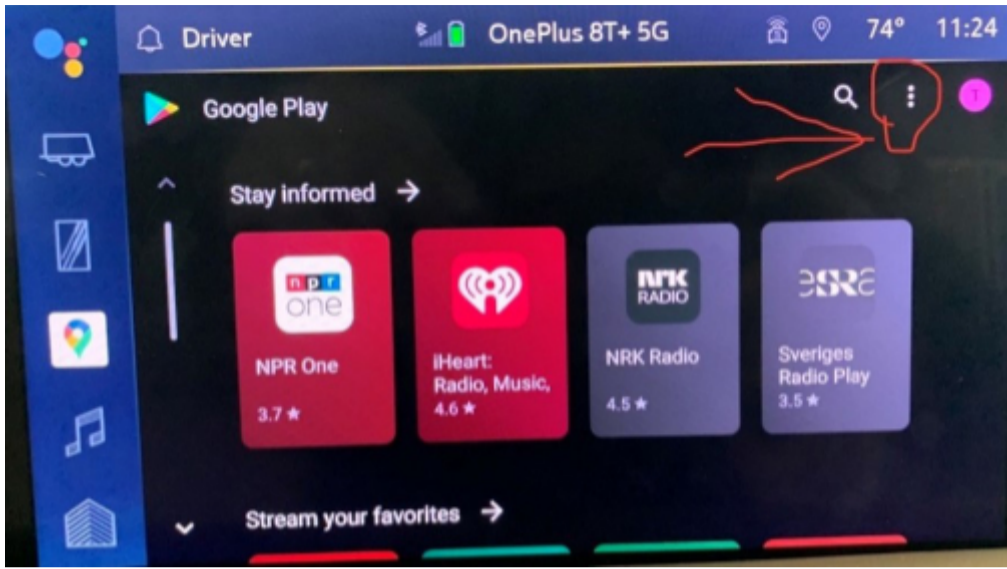 Driver
OnePlus 8T+ 5G
74° 11:24
Google Play
T
Stay informed →
npr
one
NRK
RADIO
NPR One
3.7 ★
iHeart:
Radio, Music,
4.6 ★
NRK Radio
4.5 ★
Sveriges
Radio Play
3.5 ★
Stream your favorites →